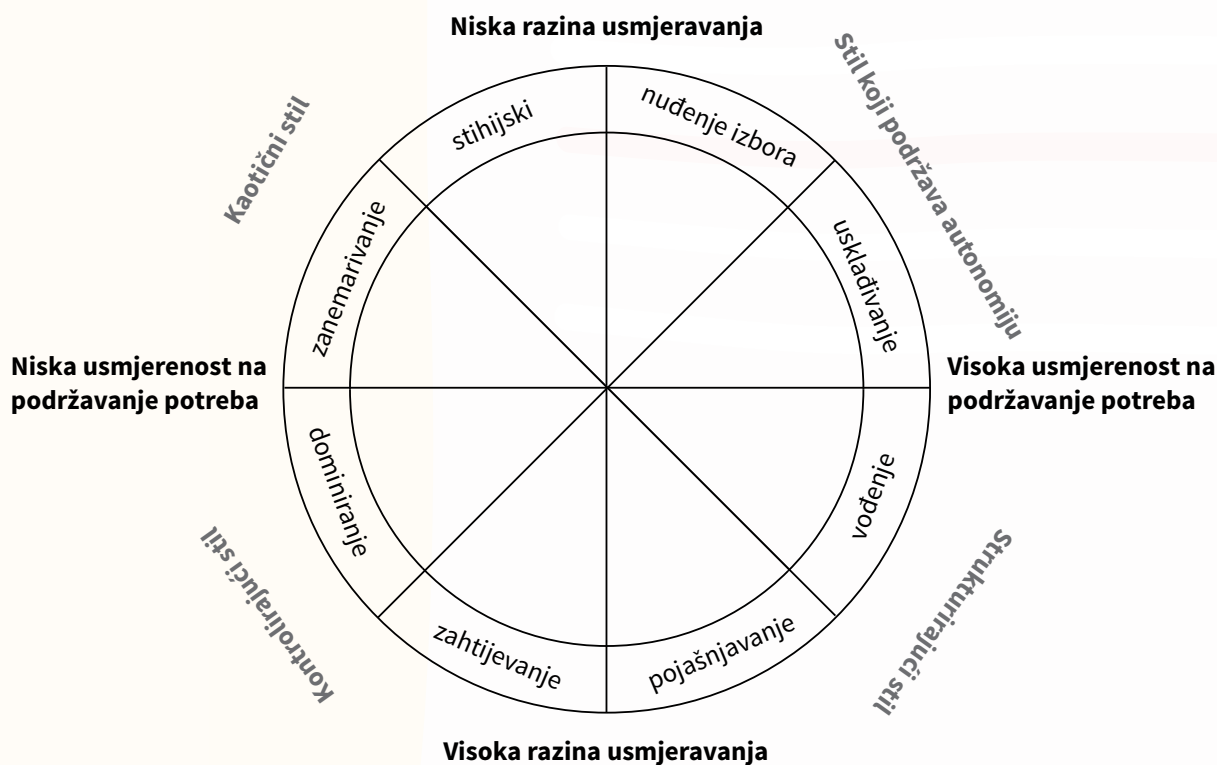 Niska razina usmjeravanja
Kaotični stil
Stil koji podržava autonomiju
stihijski
nuđenje izbora
zanemarivanje
usklađivanje
Niska usmjerenost na
podržavanje potreba
Visoka usmjerenost na
podržavanje potreba
dominiranje
vođenje
zahtijevanje
pojašnjavanje
Kontrolirajući stil
Strukturirajući stil
Visoka razina usmjeravanja